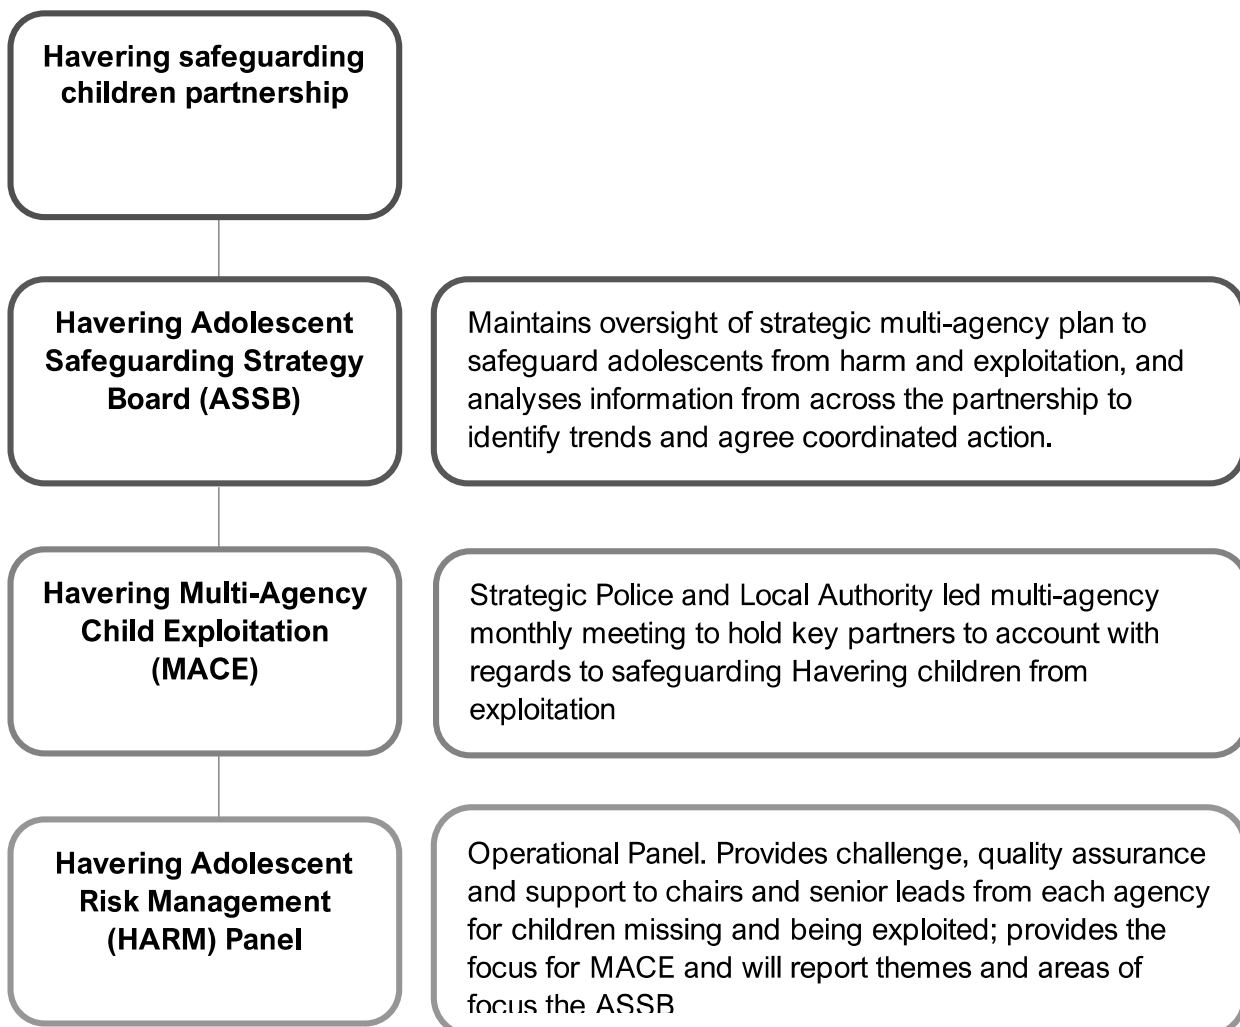 Havering safeguarding
children partnership
Havering Adolescent
Safeguarding Strategy
Board (ASSB)
Maintains oversight of strategic multi-agency plan to
safeguard adolescents from harm and exploitation, and
analyses information from across the partnership to
identify trends and agree coordinated action.
Havering Multi-Agency
Child Exploitation
(MACE)
Strategic Police and Local Authority led multi-agency
monthly meeting to hold key partners to account with
regards to safeguarding Havering children from
exploitation
Havering Adolescent
Risk Management
(HARM) Panel
Operational Panel. Provides challenge, quality assurance
and support to chairs and senior leads from each agency
for children missing and being exploited; provides the
focus for MACE and will report themes and areas of
focus the ASSB